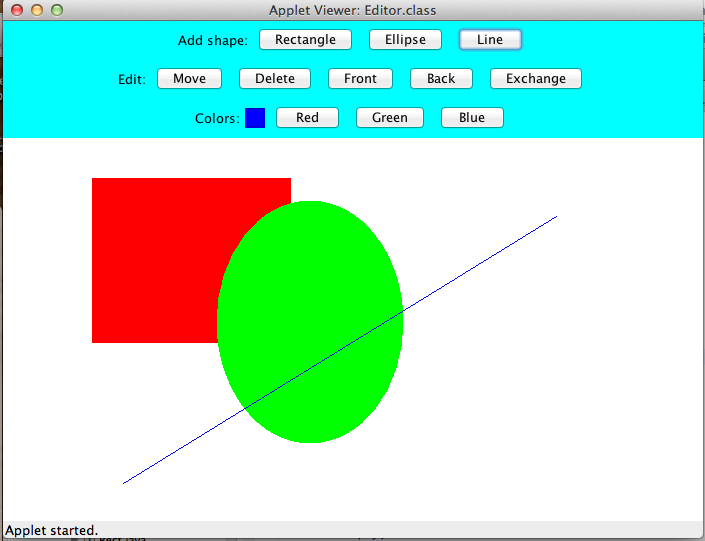 Applet Viewer: Editor.class
Add shape: Rectangle Ellipse Line
Edit: Move Delete Front Back Exchange
Colors: Red Green Blue
Applet started.